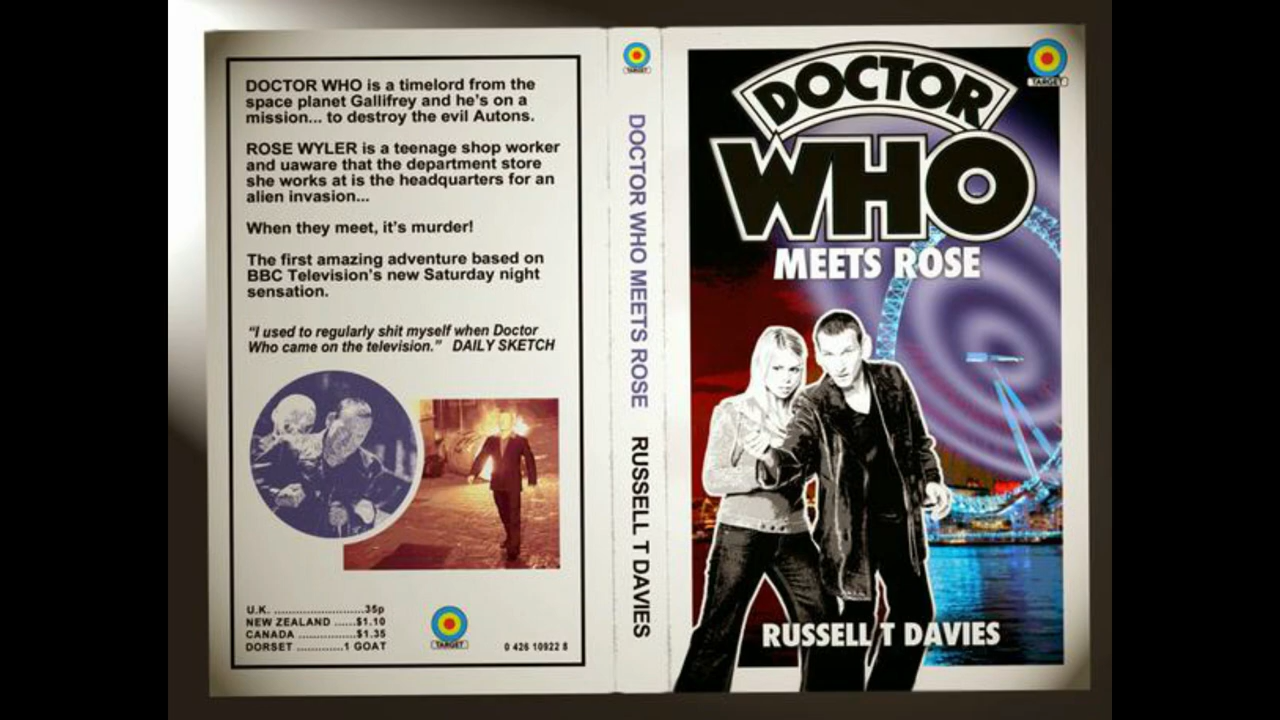 DOCTOR WHO is a timelord from the
space planet Gallifrey and he's on a
mission... to destroy the evil Autons.
ROSE WYLER is a teenage shop worker
and uaware that the department store
she works at is the headquarters for an
alien invasion...
When they meet, it's murder!
The first amazing adventure based on
BBC Television's new Saturday night
sensation.
"I used to regularly shit myself when Doctor
Who came on the television." DAILY SKETCH
U.K. ........................35p
NEW ZEALAND ......$1.10
CANADA ...............$1.35
DORSET .............1 GOAT
TARGET
0 426 10922 8
TARGET
DOCTOR WHO MEETS ROSE RUSSELL T DAVIES
TARGET
DOCTOR
WHO
MEETS ROSE
RUSSELL T DAVIES